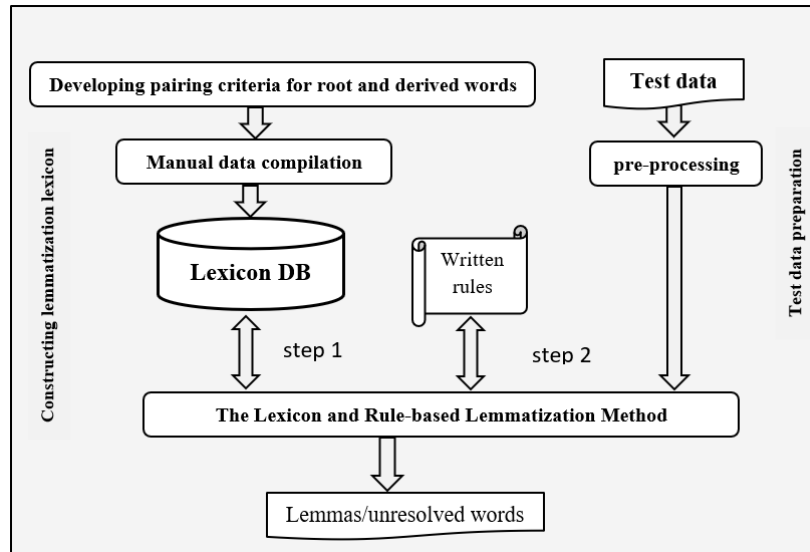 Developing pairing criteria for root and derived words
Test data
Manual data compilation
pre-processing
Constructing lemmatization lexicon
Test data preparation
Lexicon DB
Written
rules
step 1
step 2
The Lexicon and Rule-based Lemmatization Method
Lemmas/unresolved words